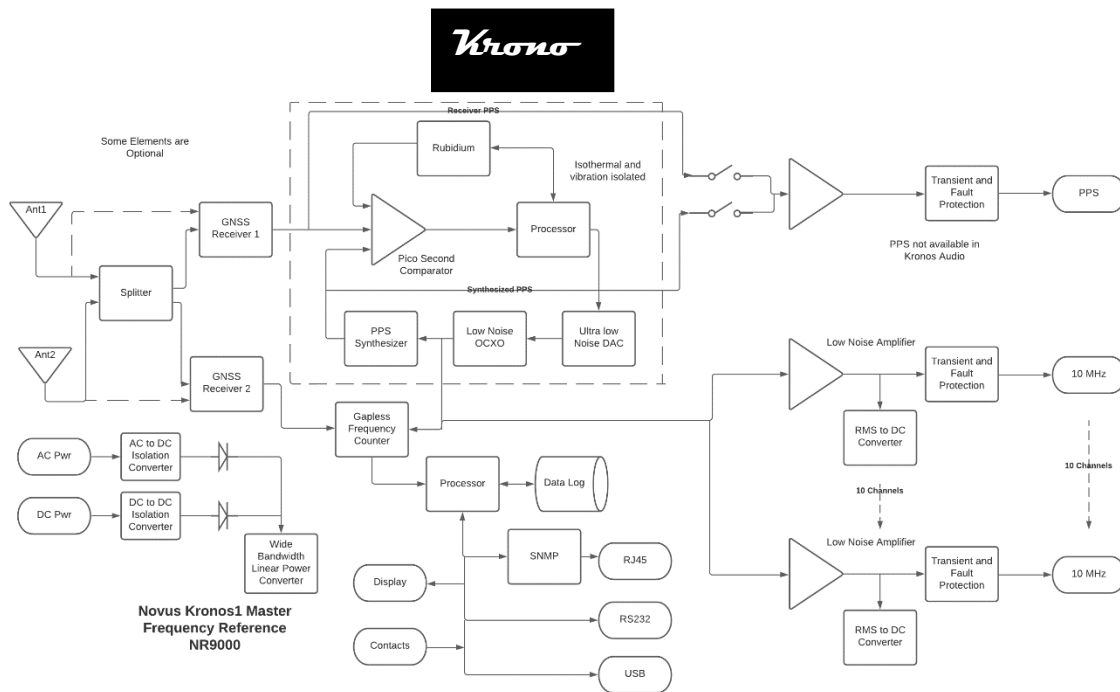 Krono
Receiver PPS
Some Elements are
Optional
Rubidium
Isothermal and
vibration isolated
Ant1
GNSS
Receiver 1
Processor
Pico Second
Comparator
Transient and
Fault
Protection
PPS
PPS not available in
Kronos Audio
Splitter
Synthesized PPS
PPS
Synthesizer
Low Noise
OCXO
Ultra low
Noise DAC
Ant2
GNSS
Receiver 2
Low Noise Amplifier
Transient and
Fault
Protection
10 MHz
Gapless
Frequency
Counter
RMS to DC
Converter
AC Pwr
AC to DC
Isolation
Converter
Processor
Data Log
10 Channels
10 Channels
DC Pwr
DC to DC
Isolation
Converter
Wide
Bandwidth
Linear Power
Converter
SNMP
RJ45
Low Noise Amplifier
Transient and
Fault
Protection
10 MHz
Display
Novus Kronos1 Master
Frequency Reference
NR9000
RS232
RMS to DC
Converter
Contacts
USB